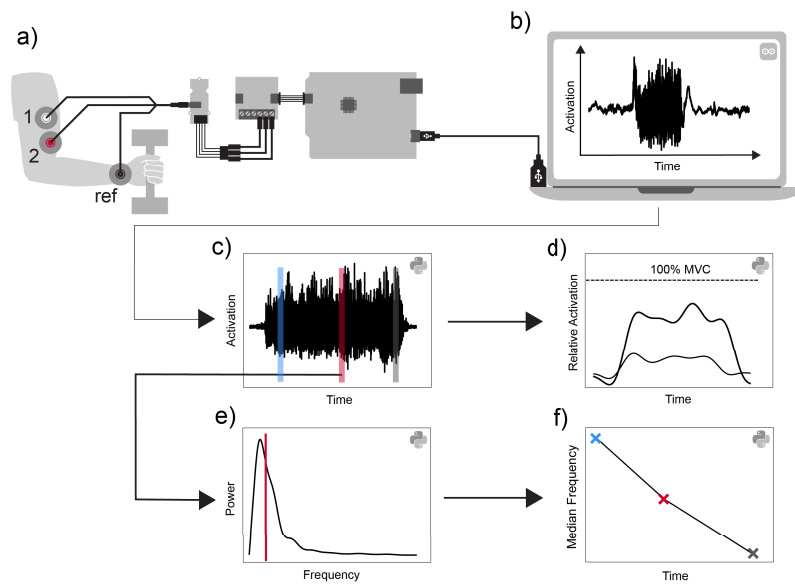 a)
b)
1
2
ref
Activation
Time
c)
d)
Activation
Time
100% MVC
Relative Activation
Time
e)
f)
Power
Frequency
Median Frequency
Time